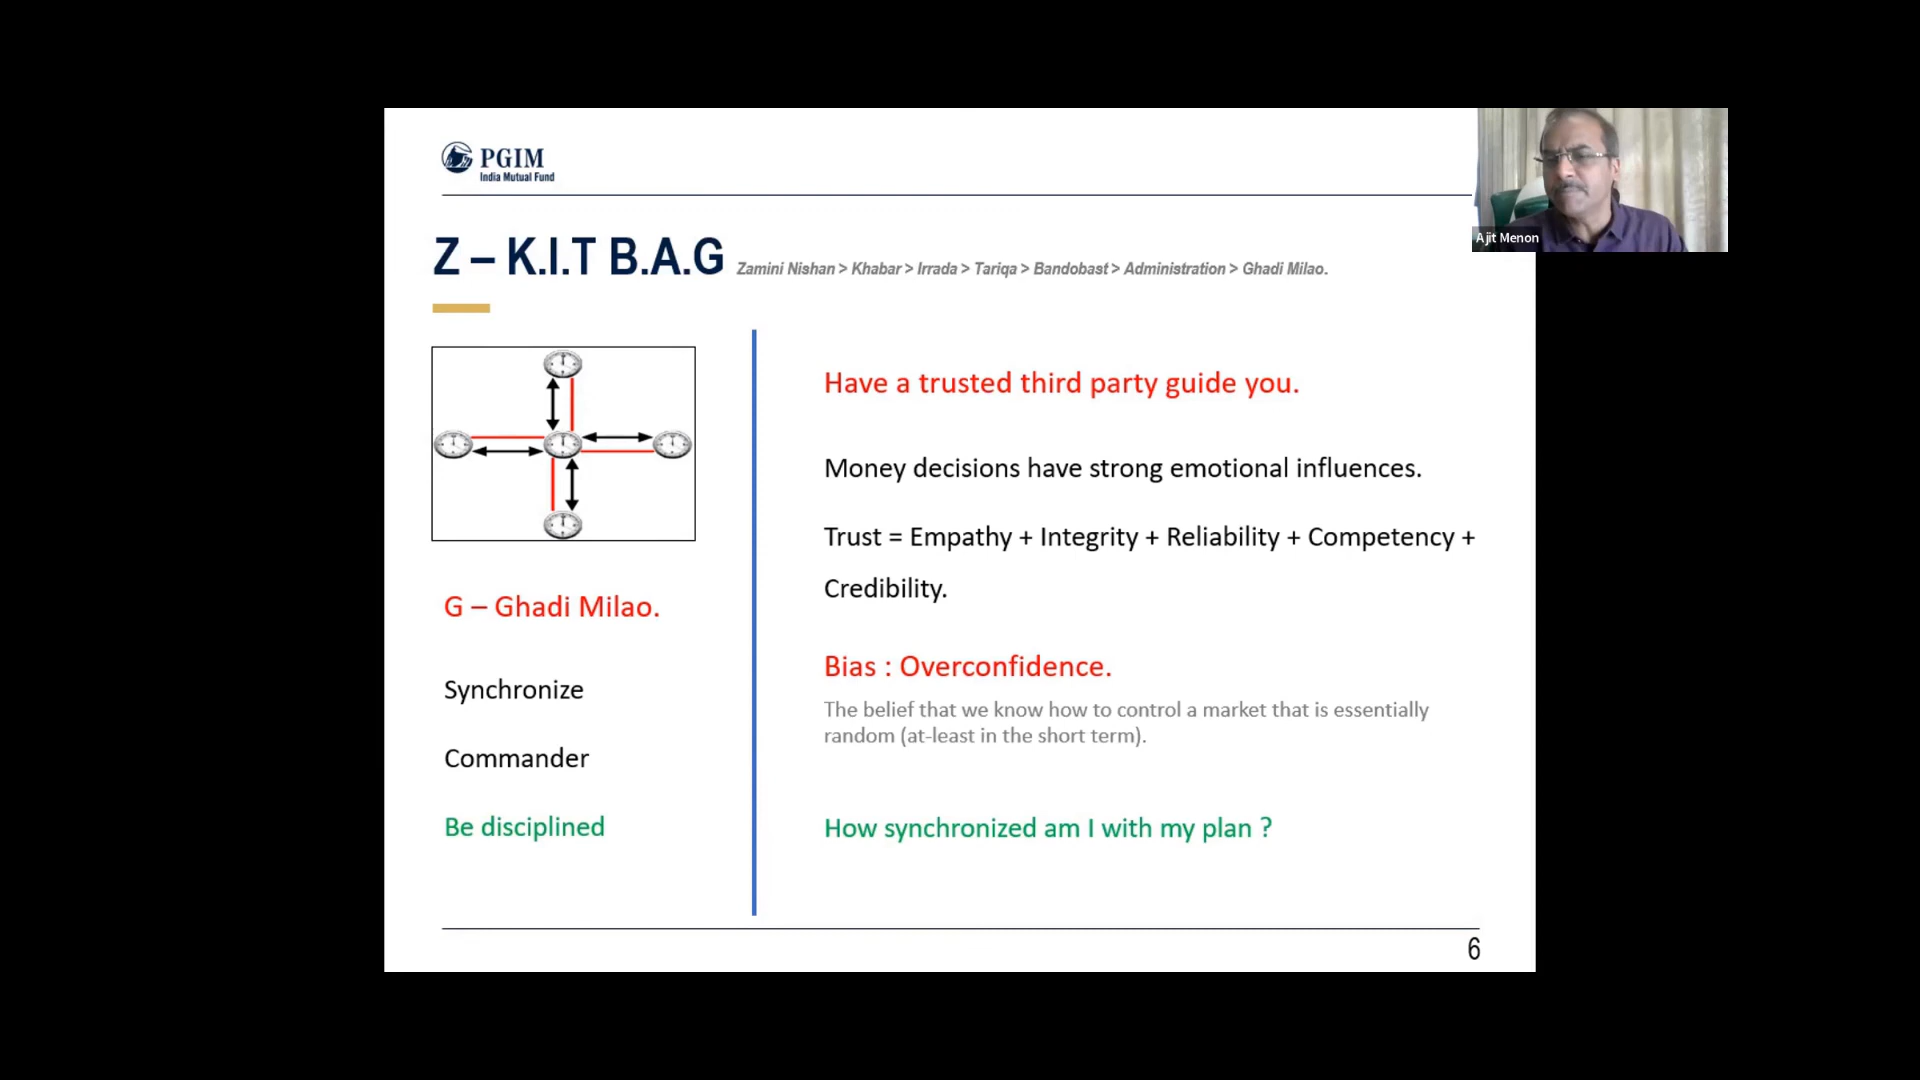 PGIM
India Mutual Fund
Ajit Menon
Z – K.I.T B.A.G Zamini Nishan > Khabar > Irrada > Tariqa > Bandobast > Administration > Ghadi Milao.
G – Ghadi Milao.
Synchronize
Commander
Be disciplined
Have a trusted third party guide you.
Money decisions have strong emotional influences.
Trust = Empathy + Integrity + Reliability + Competency +
Credibility.
Bias : Overconfidence.
The belief that we know how to control a market that is essentially
random (at-least in the short term).
How synchronized am I with my plan ?
6